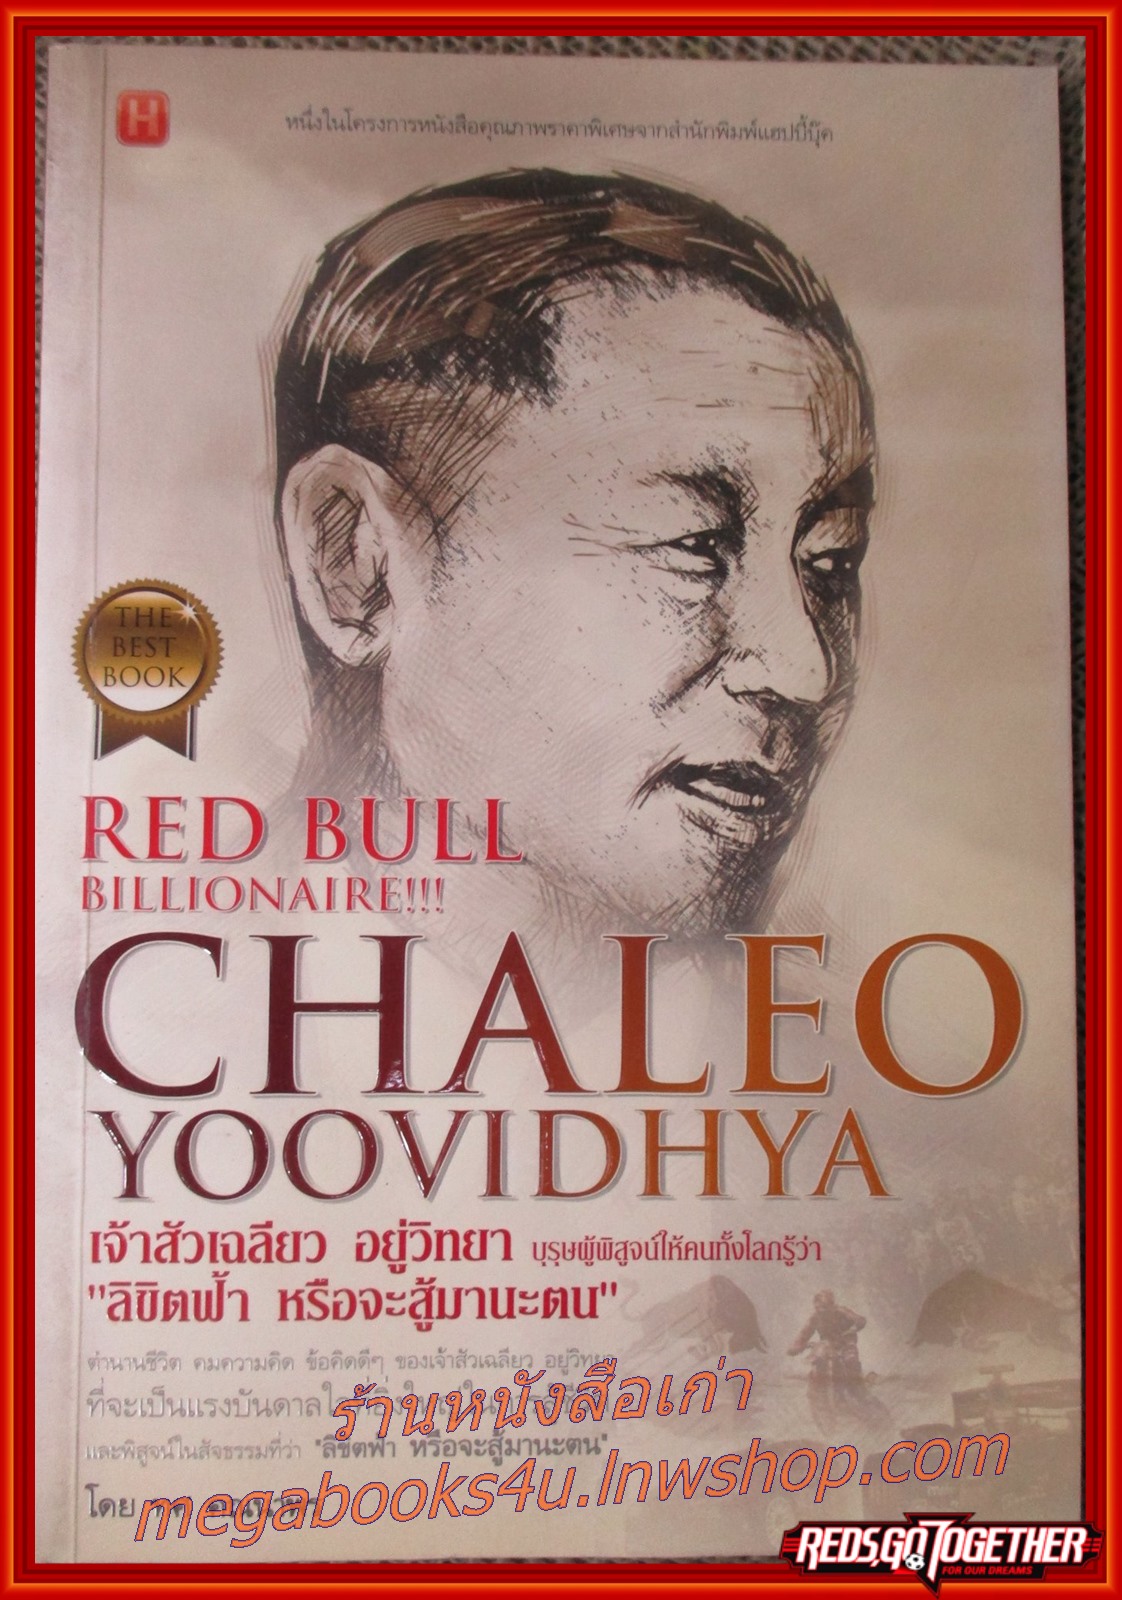 H
หนึ่งในโครงการหนังสือคุณภาพราคาพิเศษจากสำนักพิมพ์แฮปปี้บุ๊ค
THE
BEST
BOOK
RED BULL
BILLIONAIRE!!!
CHALEO
YOOVIDHYA
เจ้าสัวเฉลียว อยู่วิทยา บุรุษผู้พิสูจน์ให้คนทั้งโลกรู้ว่า
"ลิขิตฟ้า หรือจะสู้มานะตน"
ตำนานชีวิต คมความคิด ข้อคิดดีๆ ของเจ้าสัวเฉลียว อยู่วิทยา
ที่จะเป็นแรงบันดาลใจ
และพิสูจน์ในสัจธรรมที่ว่า "ลิขิตฟ้า หรือจะสู้มานะตน"
โดย
ร้านหนังสือเก่า
megabooks4u.lnwshop.com
REDS,GO TOGETHER
FOR OUR DREAMS